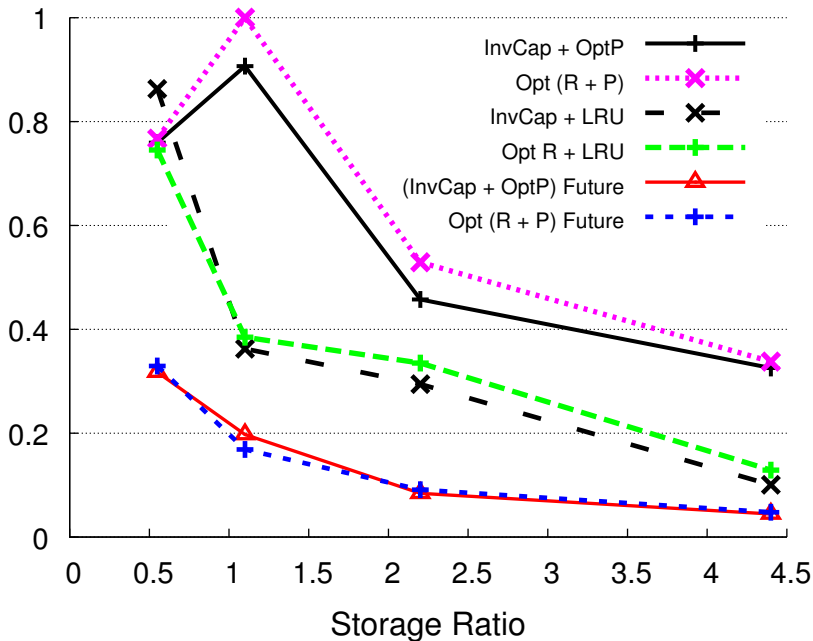 1
0.8
0.6
0.4
0.2
0
InvCap + OptP
Opt (R + P)
InvCap + LRU
Opt R + LRU
(InvCap + OptP) Future
Opt (R + P) Future
0 0.5 1 1.5 2 2.5 3 3.5 4 4.5
Storage Ratio